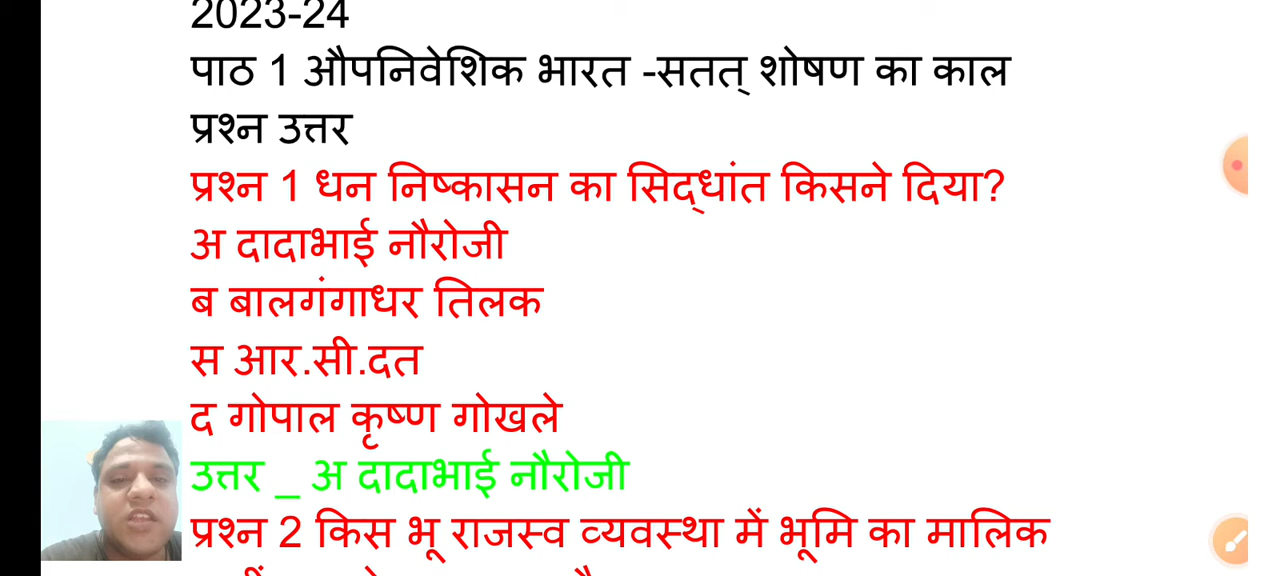 2023-24
पाठ 1 औपनिवेशिक भारत -सतत् शोषण का काल
प्रश्न उत्तर
प्रश्न 1 धन निष्कासन का सिद्धांत किसने दिया?
अ दादाभाई नौरोजी
ब बालगंगाधर तिलक
स आर.सी.दत
द गोपाल कृष्ण गोखले
उत्तर _ अ दादाभाई नौरोजी
प्रश्न 2 किस भू राजस्व व्यवस्था में भूमि का मालिक